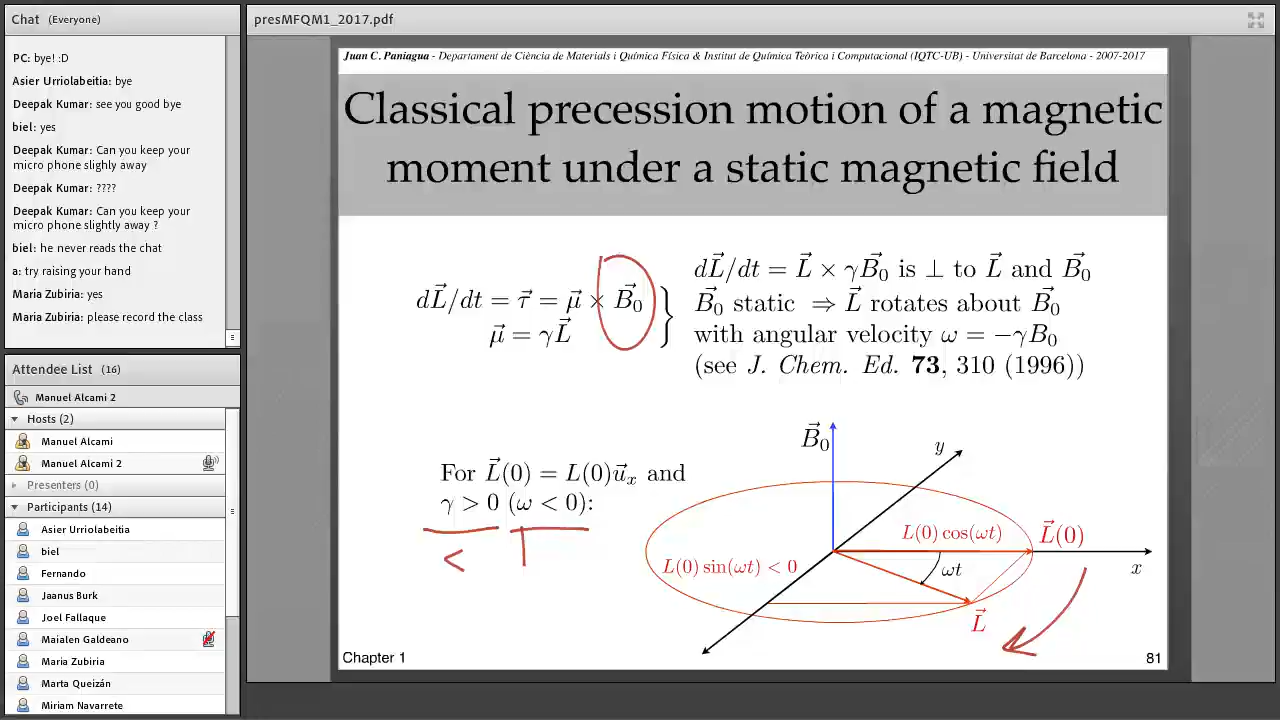 Chat (Everyone)
PC: bye! :D
Asier Urriolabeitia: bye
Deepak Kumar: see you good bye
biel: yes
Deepak Kumar: Can you keep your
micro phone slighly away
Deepak Kumar: ????
Deepak Kumar: Can you keep your
micro phone slightly away ?
biel: he never reads the chat
a: try raising your hand
Maria Zubiria: yes
Maria Zubiria: please record the class
Attendee List (16)
Manuel Alcami 2
Hosts (2)
Manuel Alcami
Manuel Alcami 2
Presenters (0)
Participants (14)
Asier Urriolabeitia
biel
Fernando
Jaanus Burk
Joel Fallaque
Maialen Galdeano
Maria Zubiria
Marta Queizán
Miriam Navarrete
presMFQM1_2017.pdf
Juan C. Paniagua - Departament de Ciència de Materials i Química Física & Institut de Química Teòrica i Computacional (IQTC-UB) - Universitat de Barcelona - 2007-2017
Classical precession motion of a magnetic
moment under a static magnetic field
dL⃗/dt = τ⃗ = μ⃗ × B⃗₀
μ⃗ = γL⃗
}
dL⃗/dt = L⃗ × γB⃗₀ is ⊥ to L⃗ and B⃗₀
B⃗₀ static ⇒ L⃗ rotates about B⃗₀
with angular velocity ω = −γB₀
(see J. Chem. Ed. 73, 310 (1996))
For L⃗(0) = L(0)u⃗ₓ and
γ > 0 (ω < 0):
<
B⃗₀
y
L(0) cos(ωt)
L⃗(0)
L(0) sin(ωt) < 0
ωt
x
L⃗
Chapter 1
81